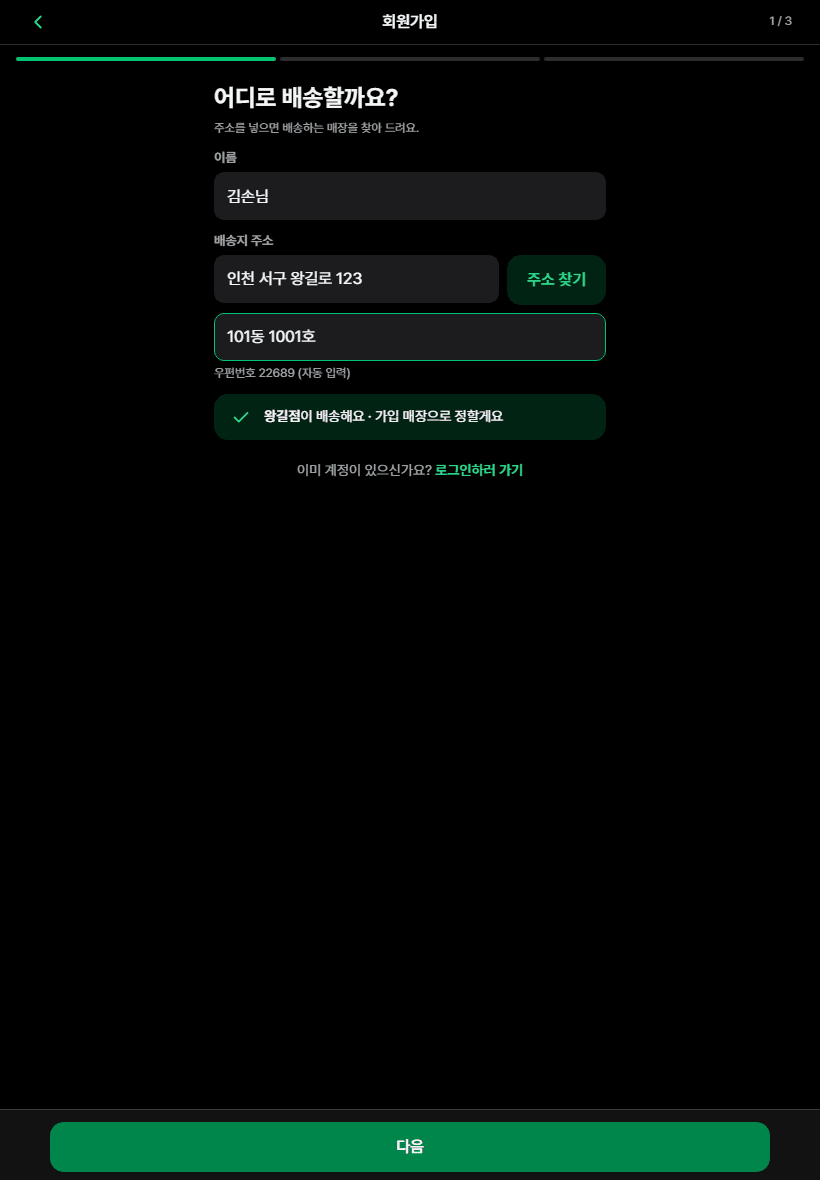 회원가입
1 / 3
어디로 배송할까요?
주소를 넣으면 배송하는 매장을 찾아 드려요.
이름
김손님
배송지 주소
인천 서구 왕길로 123
주소 찾기
101동 1001호
우편번호 22689 (자동 입력)
왕길점이 배송해요 · 가입 매장으로 정할게요
이미 계정이 있으신가요? 로그인하러 가기
다음